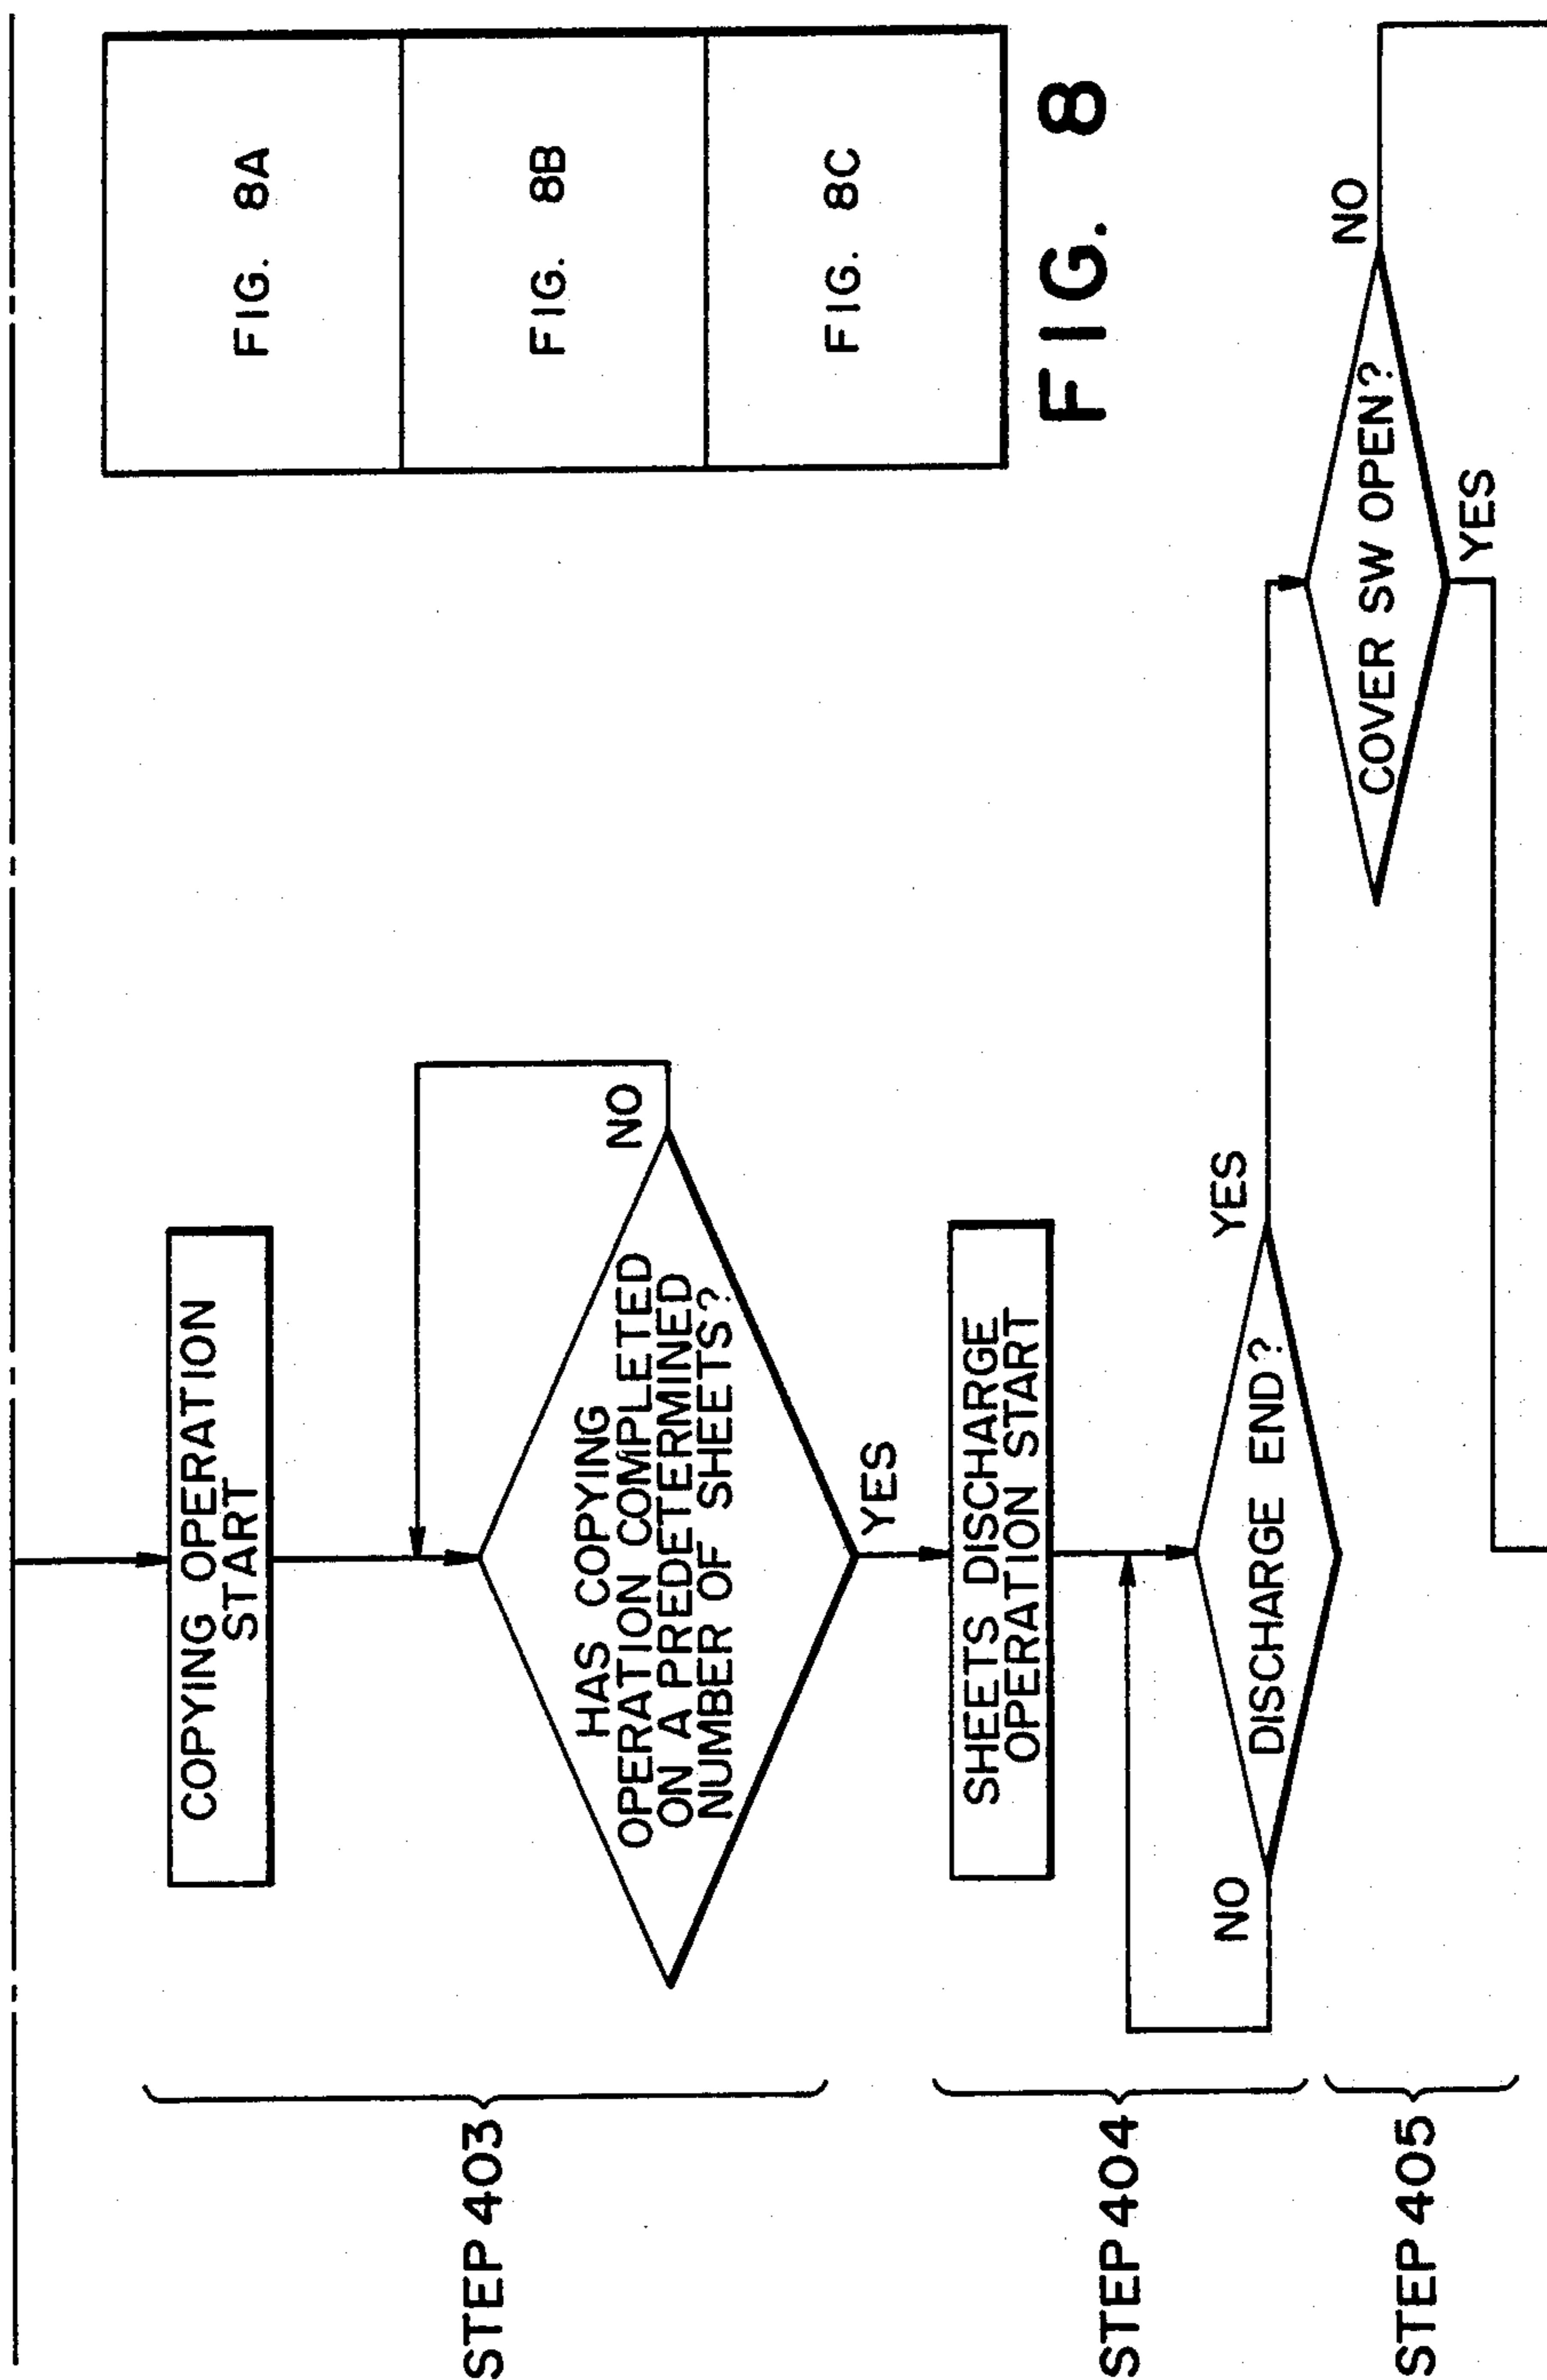 STEP 403
COPYING OPERATION
START
HAS COPYING
OPERATION COMPLETED
ON A PREDETERMINED
NUMBER OF SHEETS?
NO
YES
STEP 404
SHEETS DISCHARGE
OPERATION START
DISCHARGE END?
NO
YES
STEP 405
COVER SW OPEN?
NO
YES
FIG. 8A
FIG. 8B
FIG. 8C
FIG. 8